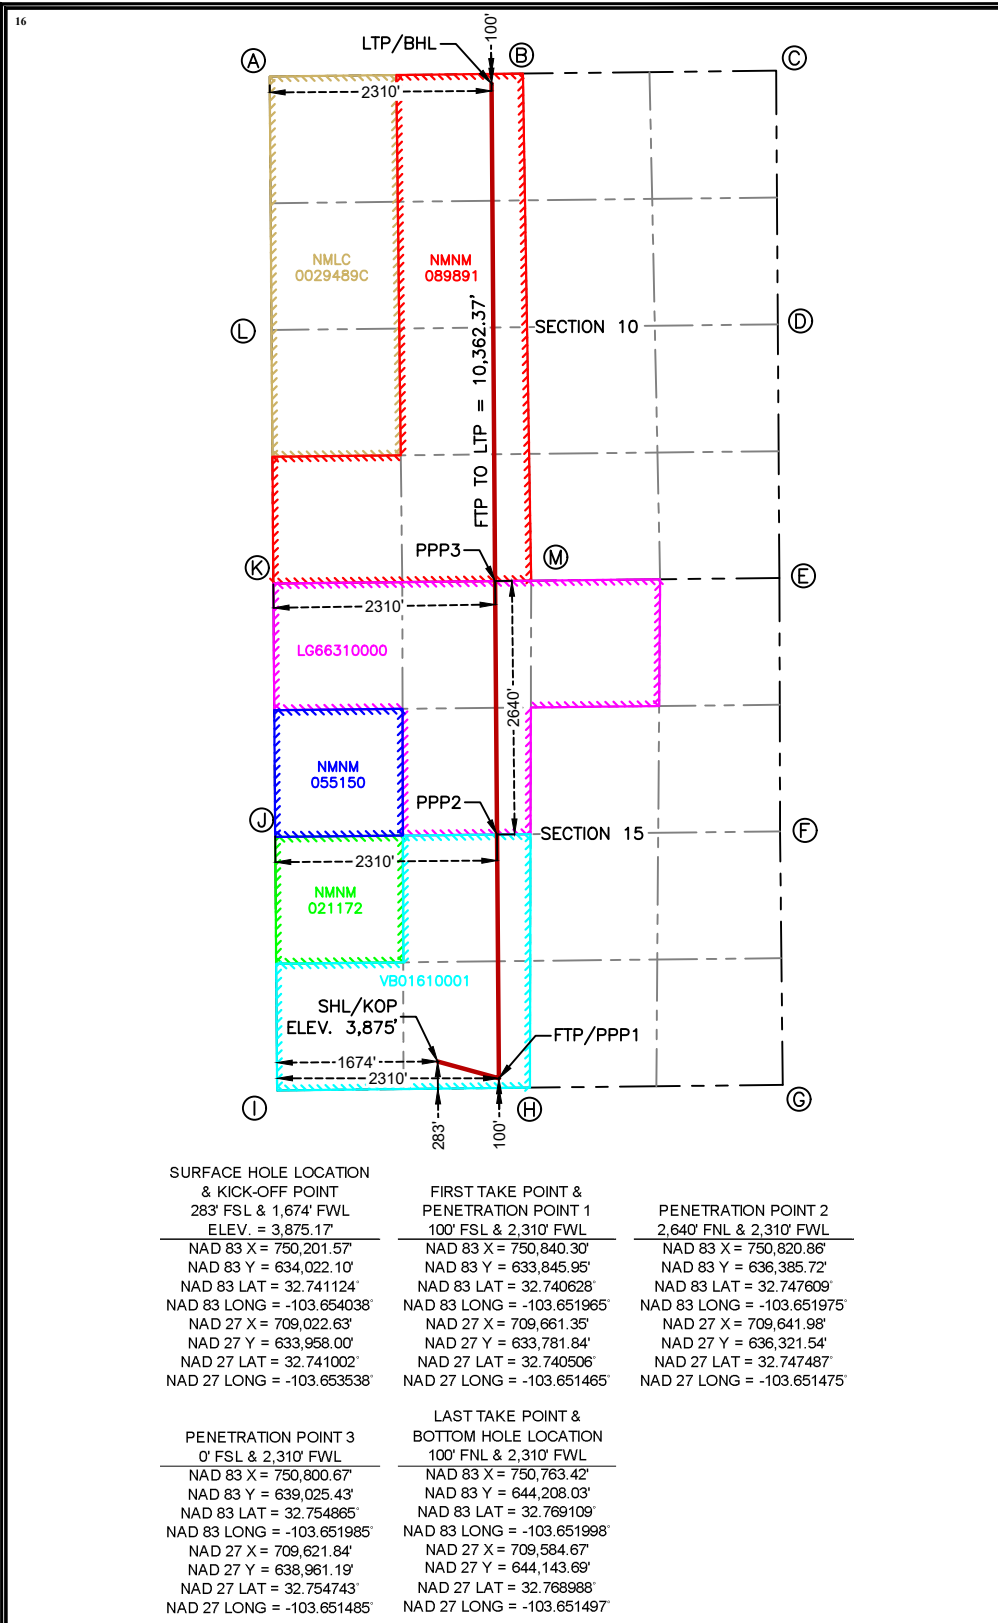 16
LTP/BHL
100'
A
B
C
2310'
NMLC
0029489C
NMNM
089891
FTP TO LTP = 10,362.37'
L
SECTION 10
D
PPP3
M
K
E
2310'
LG66310000
2640'
NMNM
055150
PPP2
J
SECTION 15
F
2310'
NMNM
021172
VB01610001
SHL/KOP
ELEV. 3,875'
FTP/PPP1
1674'
2310'
I
H
G
283'
100'
SURFACE HOLE LOCATION
& KICK-OFF POINT
283' FSL & 1,674' FWL
ELEV. = 3,875.17'
NAD 83 X = 750,201.57'
NAD 83 Y = 634,022.10'
NAD 83 LAT = 32.741124°
NAD 83 LONG = -103.654038°
NAD 27 X = 709,022.63'
NAD 27 Y = 633,958.00'
NAD 27 LAT = 32.741002°
NAD 27 LONG = -103.653538°
FIRST TAKE POINT &
PENETRATION POINT 1
100' FSL & 2,310' FWL
NAD 83 X = 750,840.30'
NAD 83 Y = 633,845.95'
NAD 83 LAT = 32.740628°
NAD 83 LONG = -103.651965°
NAD 27 X = 709,661.35'
NAD 27 Y = 633,781.84'
NAD 27 LAT = 32.740506°
NAD 27 LONG = -103.651465°
PENETRATION POINT 2
2,640' FNL & 2,310' FWL
NAD 83 X = 750,820.86'
NAD 83 Y = 636,385.72'
NAD 83 LAT = 32.747609°
NAD 83 LONG = -103.651975°
NAD 27 X = 709,641.98'
NAD 27 Y = 636,321.54'
NAD 27 LAT = 32.747487°
NAD 27 LONG = -103.651475°
PENETRATION POINT 3
0' FSL & 2,310' FWL
NAD 83 X = 750,800.67'
NAD 83 Y = 639,025.43'
NAD 83 LAT = 32.754865°
NAD 83 LONG = -103.651985°
NAD 27 X = 709,621.84'
NAD 27 Y = 638,961.19'
NAD 27 LAT = 32.754743°
NAD 27 LONG = -103.651485°
LAST TAKE POINT &
BOTTOM HOLE LOCATION
100' FNL & 2,310' FWL
NAD 83 X = 750,763.42'
NAD 83 Y = 644,208.03'
NAD 83 LAT = 32.769109°
NAD 83 LONG = -103.651998°
NAD 27 X = 709,584.67'
NAD 27 Y = 644,143.69'
NAD 27 LAT = 32.768988°
NAD 27 LONG = -103.651497°